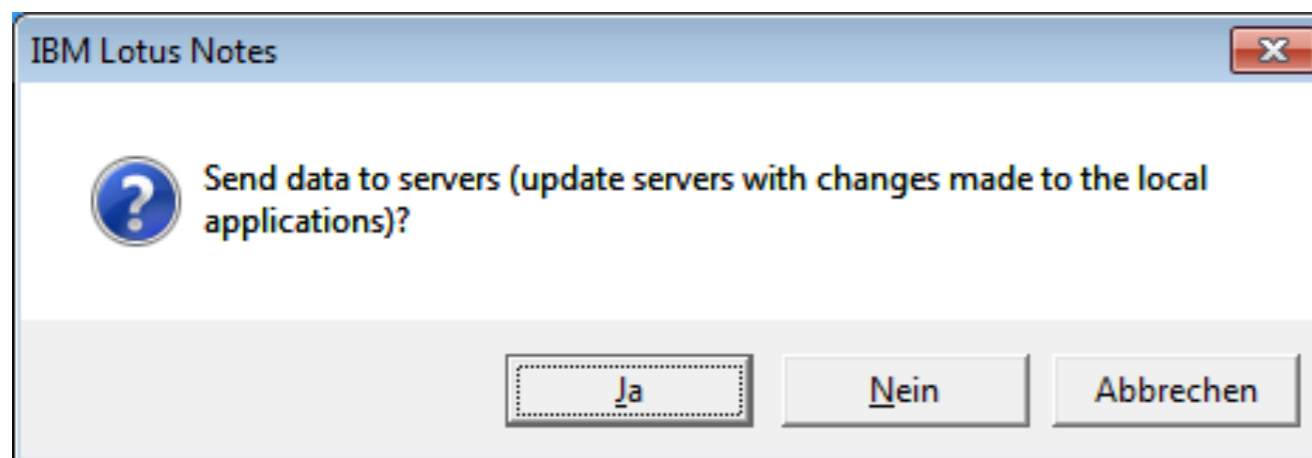 IBM Lotus Notes
Send data to servers (update servers with changes made to the local
applications)?
Ja Nein Abbrechen